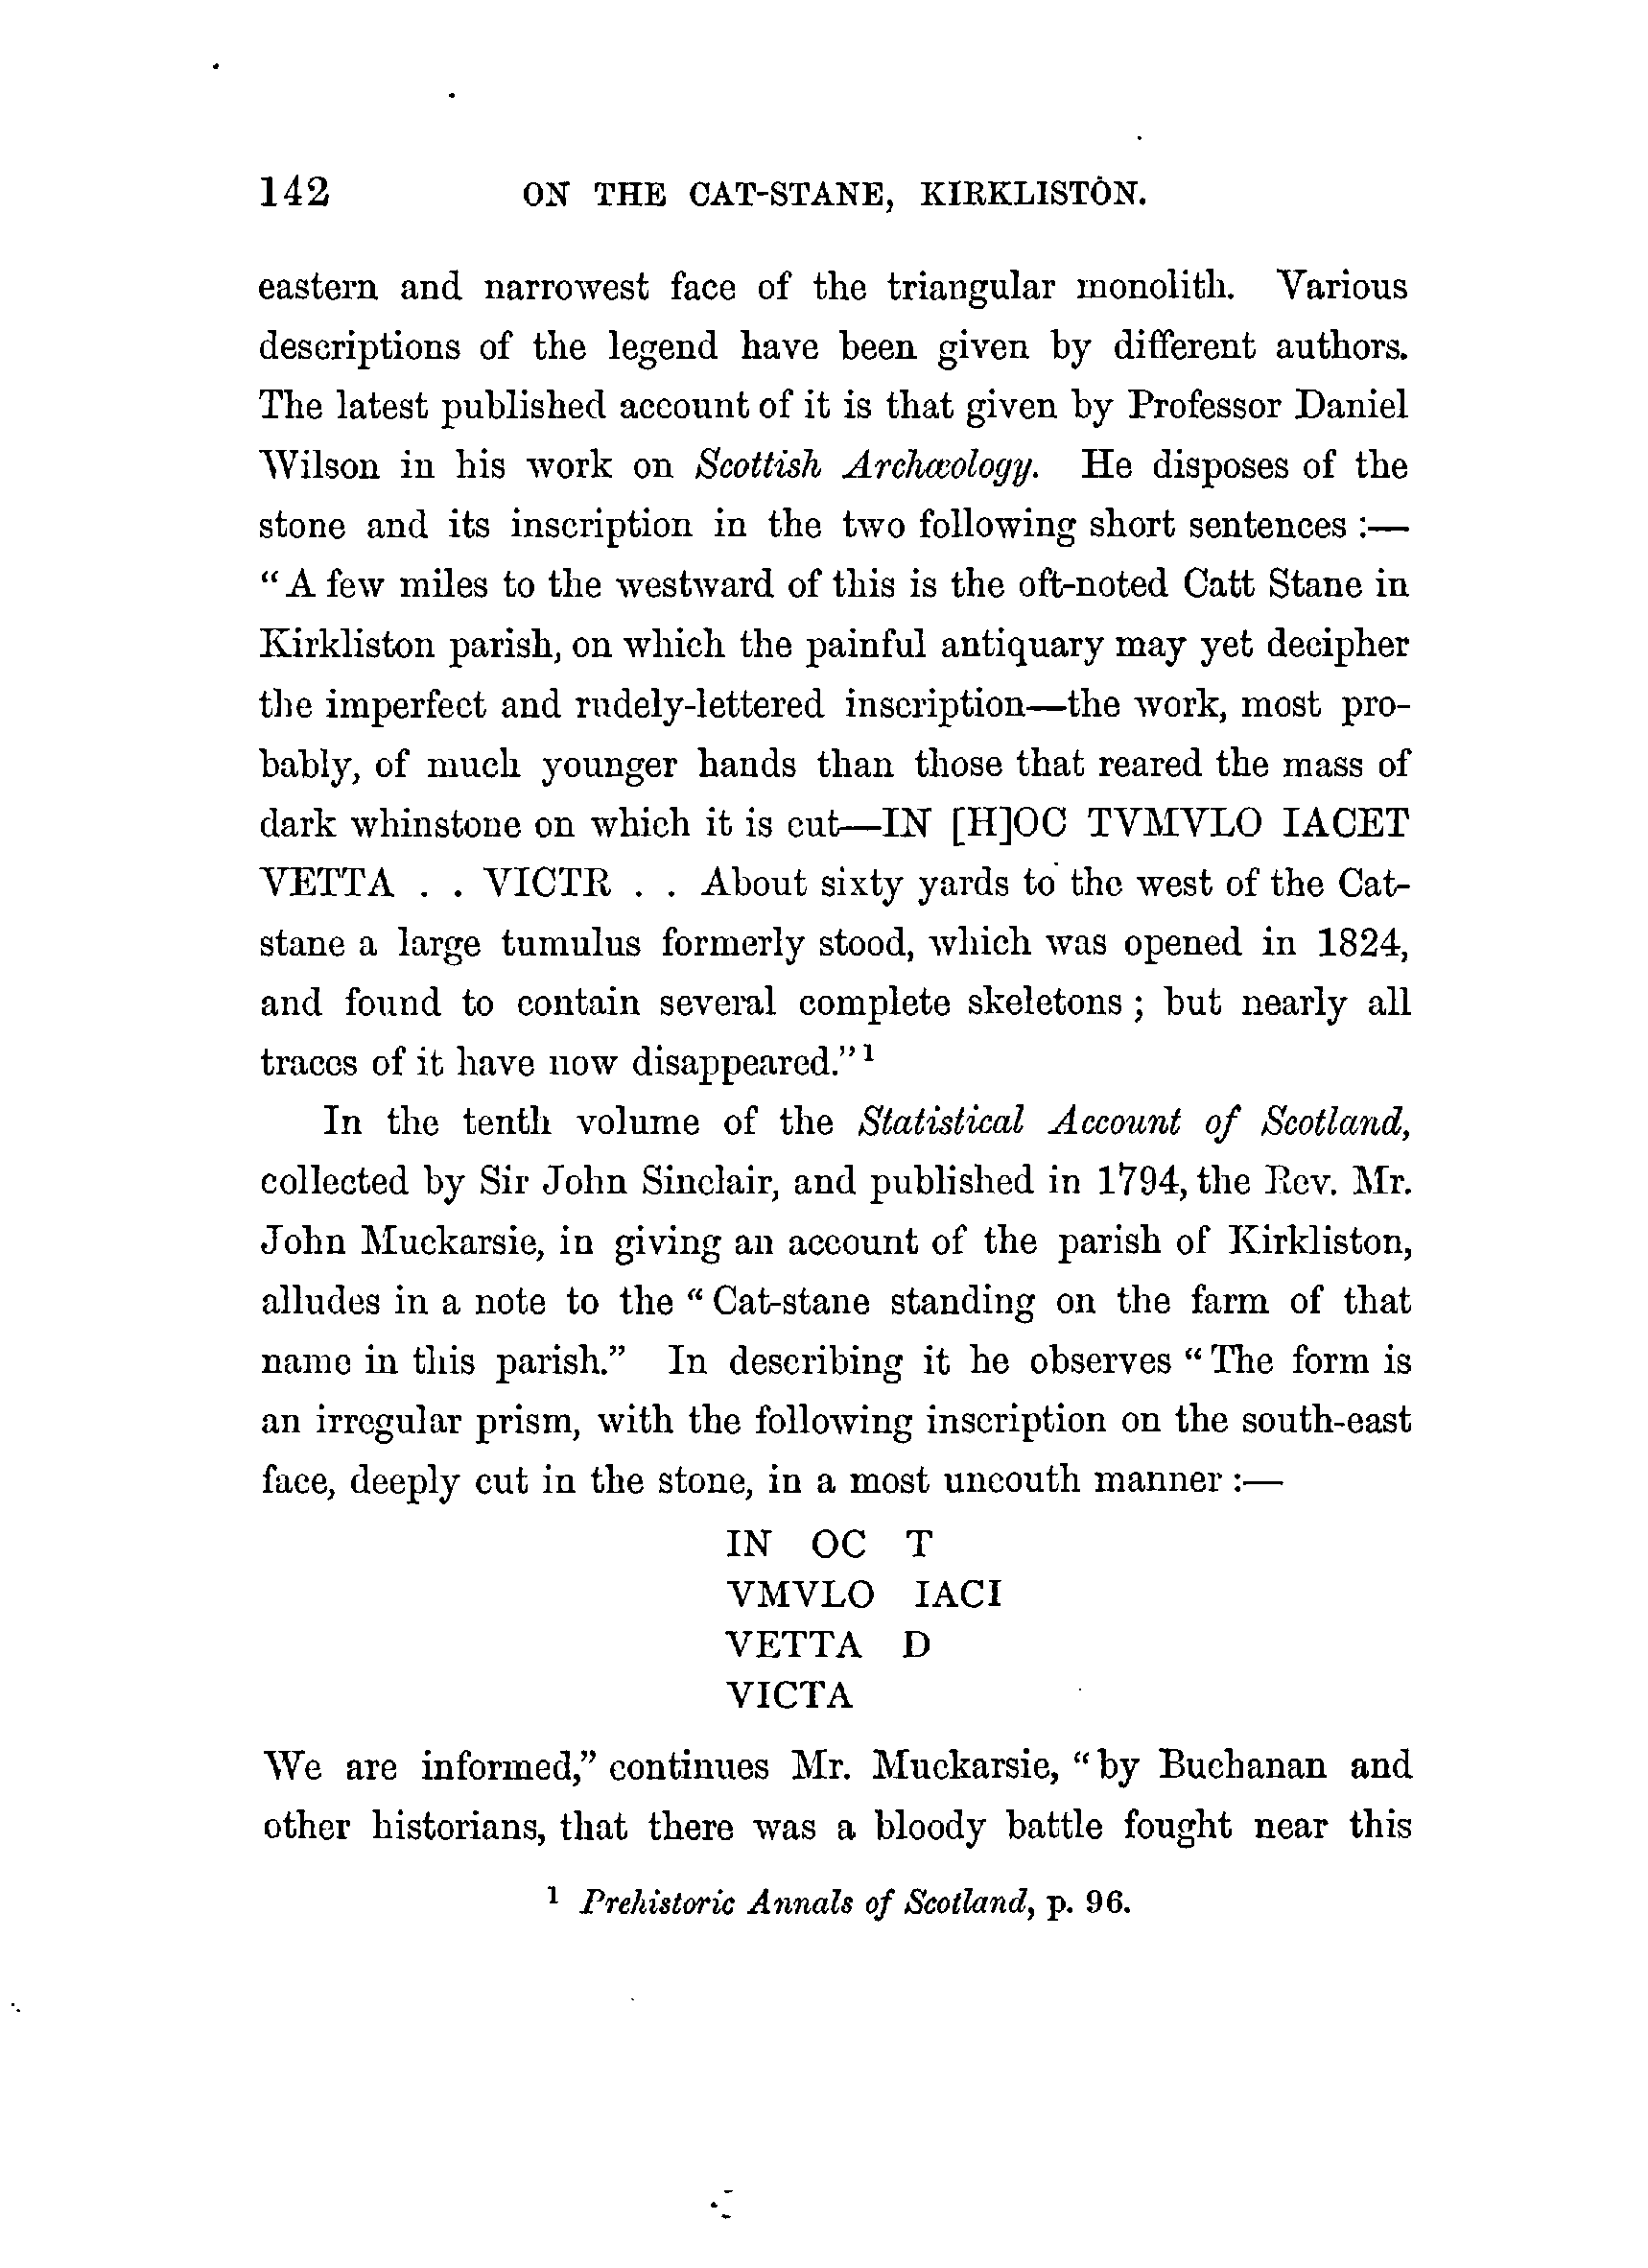 142 ON THE CAT-STANE, KIRKLISTON.
eastern and narrowest face of the triangular monolith. Various
descriptions of the legend have been given by different authors.
The latest published account of it is that given by Professor Daniel
Wilson in his work on Scottish Archæology. He disposes of the
stone and its inscription in the two following short sentences :—
“ A few miles to the westward of this is the oft-noted Catt Stane in
Kirkliston parish, on which the painful antiquary may yet decipher
the imperfect and rudely-lettered inscription—the work, most pro-
bably, of much younger hands than those that reared the mass of
dark whinstone on which it is cut—IN [H]OC TVMVLO IACET
VETTA . . VICTR . . About sixty yards to the west of the Cat-
stane a large tumulus formerly stood, which was opened in 1824,
and found to contain several complete skeletons ; but nearly all
traces of it have now disappeared.” 1
In the tenth volume of the Statistical Account of Scotland,
collected by Sir John Sinclair, and published in 1794, the Rev. Mr.
John Muckarsie, in giving an account of the parish of Kirkliston,
alludes in a note to the “ Cat-stane standing on the farm of that
name in this parish.” In describing it he observes “ The form is
an irregular prism, with the following inscription on the south-east
face, deeply cut in the stone, in a most uncouth manner :—
IN OC T
VMVLO IACI
VETTA D
VICTA
We are informed,” continues Mr. Muckarsie, “ by Buchanan and
other historians, that there was a bloody battle fought near this
1 Prehistoric Annals of Scotland, p. 96.